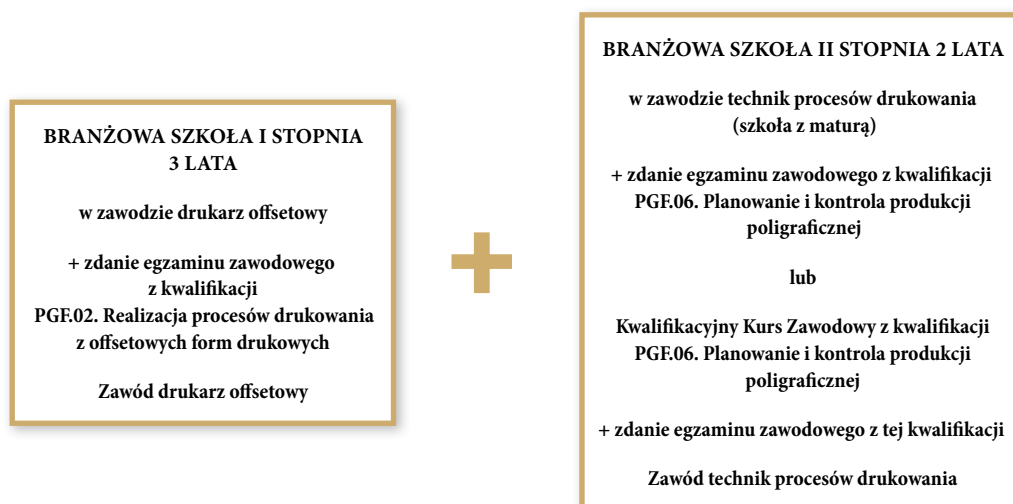 BRANŻOWA SZKOŁA I STOPNIA
3 LATA
w zawodzie drukarz offsetowy
+ zdanie egzaminu zawodowego
z kwalifikacji
PGF.02. Realizacja procesów drukowania
z offsetowych form drukowych
Zawód drukarz offsetowy
+
BRANŻOWA SZKOŁA II STOPNIA 2 LATA
w zawodzie technik procesów drukowania
(szkoła z maturą)
+ zdanie egzaminu zawodowego z kwalifikacji
PGF.06. Planowanie i kontrola produkcji
poligraficznej
lub
Kwalifikacyjny Kurs Zawodowy z kwalifikacji
PGF.06. Planowanie i kontrola produkcji
poligraficznej
+ zdanie egzaminu zawodowego z tej kwalifikacji
Zawód technik procesów drukowania